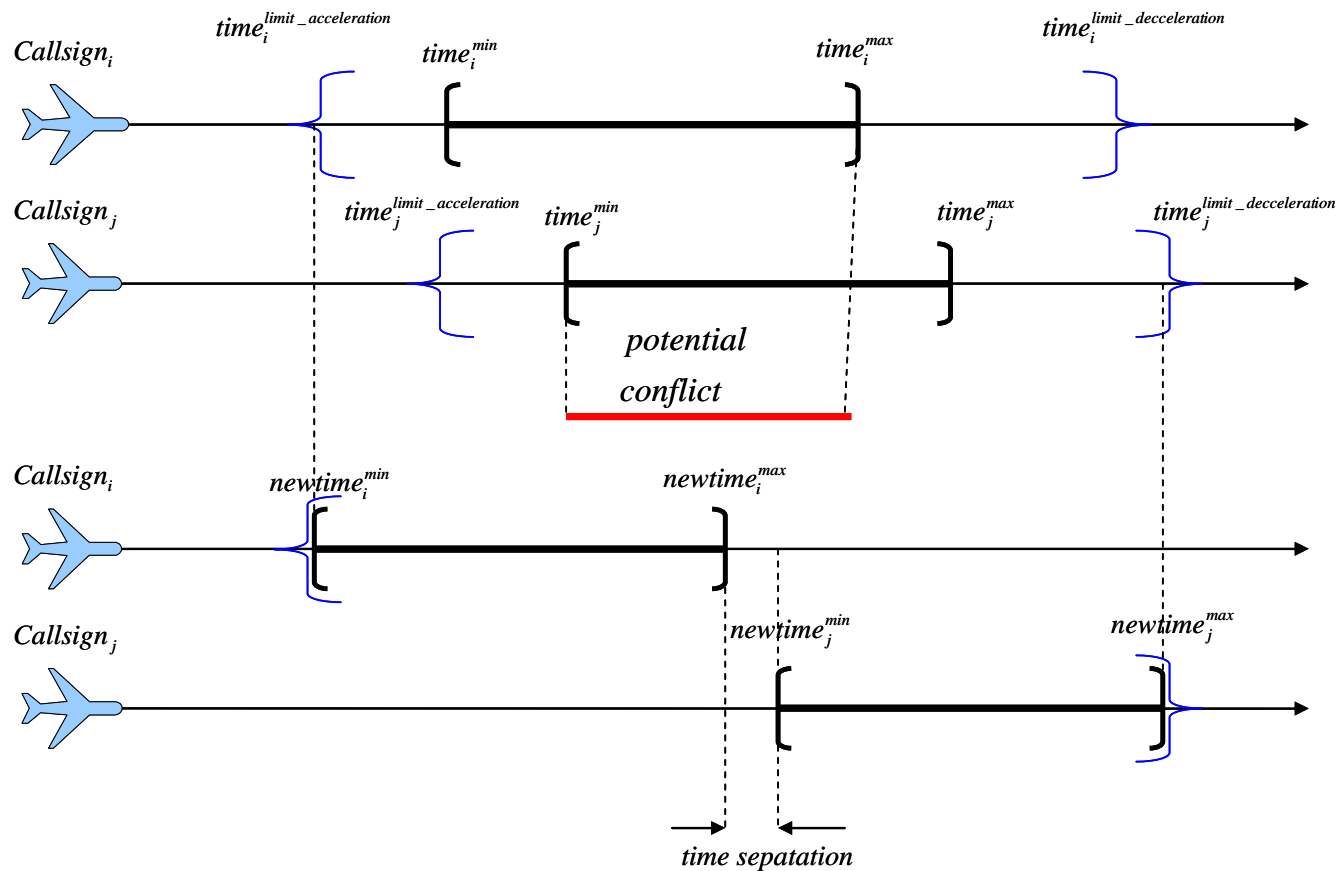 time_i^{limit_acceleration} time_i^{min} time_i^{max} time_i^{limit_decceleration}
Callsign_i
time_j^{limit_acceleration} time_j^{min} time_j^{max} time_j^{limit_decceleration}
Callsign_j
potential
conflict
Callsign_i newtime_i^{min} newtime_i^{max}
Callsign_j newtime_j^{min} newtime_j^{max}
time sepatation